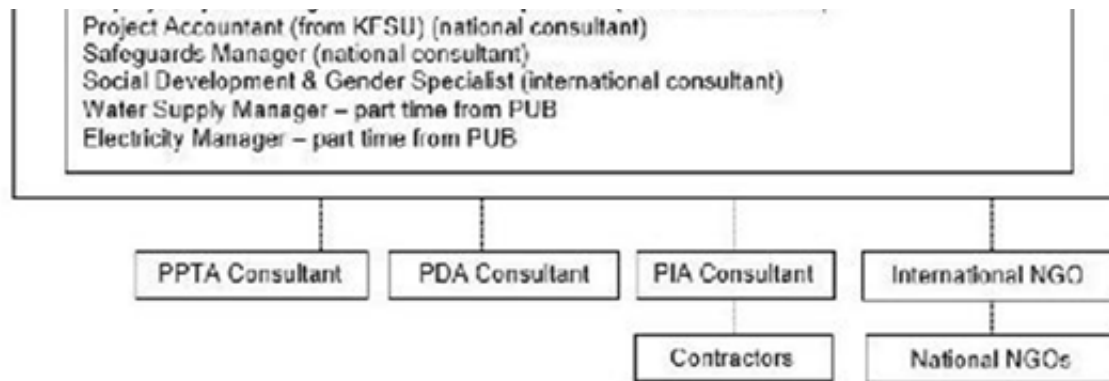 Project Accountant (from KFSU) (national consultant)
Safeguards Manager (national consultant)
Social Development & Gender Specialist (international consultant)
Water Supply Manager – part time from PUB
Electricity Manager – part time from PUB
PPTA Consultant
PDA Consultant
PIA Consultant
International NGO
Contractors
National NGOs